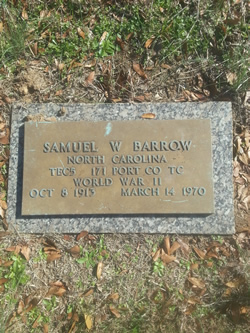 SAMUEL W BARROW
NORTH CAROLINA
TEC5 171 PORT CO TC
WORLD WAR II
OCT 8 1913 MARCH 14 1970